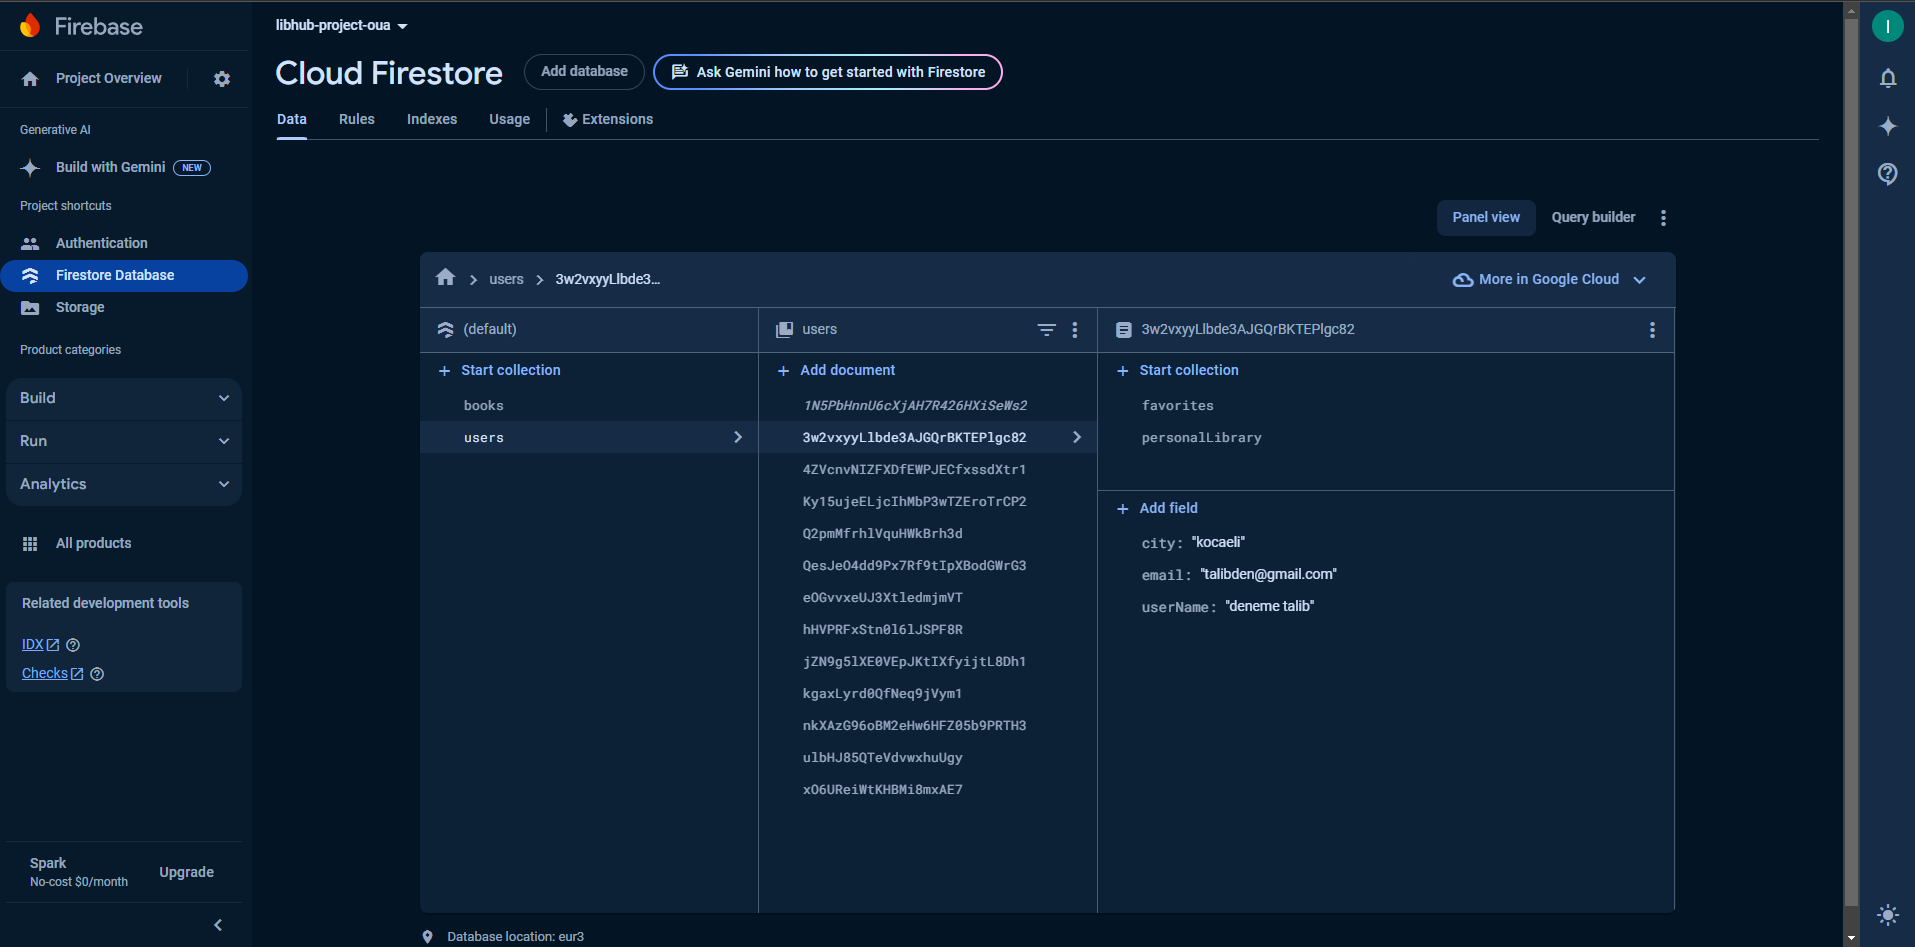 Firebase
Project Overview
Generative AI
Build with Gemini NEW
Project shortcuts
Authentication
Firestore Database
Storage
Product categories
Build
Run
Analytics
All products
Related development tools
IDX
Checks
Spark
No-cost $0/month
Upgrade
libhub-project-oua
Cloud Firestore
Add database
Ask Gemini how to get started with Firestore
Data Rules Indexes Usage Extensions
Panel view Query builder
users 3w2vxyyLlbde3...
More in Google Cloud
(default)
Start collection
books
users
users
Add document
1N5PbHnnU6cXjAH7R426HXiSeWs2
3w2vxyyLlbde3AJGQrBKTEPlgc82
4ZVcnvNIZFXDfEWPJECfxssdXtr1
Ky15ujeELjcIhMbP3wTZEroTrCP2
Q2pmMfrhlVquHWkBrh3d
QesJeO4dd9Px7Rf9tIpXBodGWrG3
eOGvvxeUJ3XtledmjmVT
hHVPRFxStn0l6lJSPF8R
jZN9g5lXE0VEpJKtIXfyijtL8Dh1
kgaxLyrd0QfNeq9jVym1
nkXAzG96oBM2eHw6HFZ05b9PRTH3
ulbHJ85QTeVdvwxhuUgy
xO6UReiWtKHBMi8mxAE7
3w2vxyyLlbde3AJGQrBKTEPlgc82
Start collection
favorites
personalLibrary
Add field
city: "kocaeli"
email: "talibden@gmail.com"
userName: "deneme talib"
Database location: eur3
I